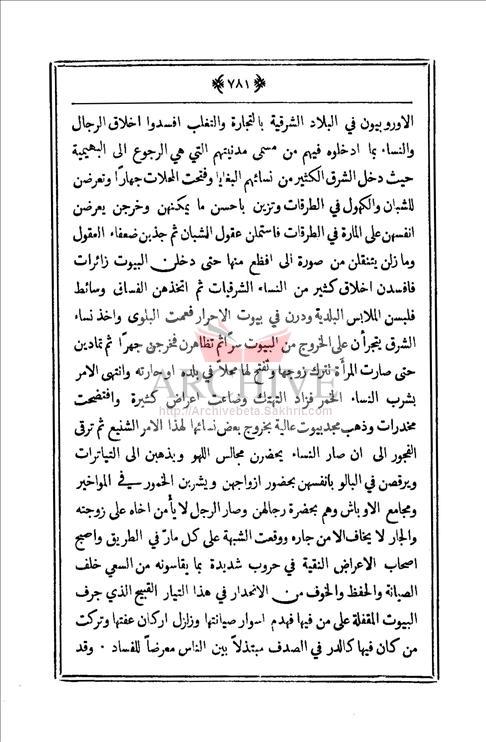 ﴿ ٧٨١ ﴾
الاوروبيون في البلاد الشرقية بالتجارة والتغلب افسدوا اخلاق الرجال
والنساء بما ادخلوه فيهم من مسمى مدنيتهم التي هي الرجوع الى البهيمية
حيث دخل الشرق الكثير من نسائهم البغايا وفتحت المحلات جهارًا وتعرضن
للشبان والكهول في الطرقات وتزين باحسن ما يمكنهن وخرجن يعرضن
انفسهن على المارة في الطرقات فاستملن عقول الشبان ثم جذبن ضعفاء العقول
وما زلن يتنقلن من صورة الى افظع منها حتى دخلن البيوت زائرات
فافسدن اخلاق كثير من النساء الشرقيات ثم اتخذهن الفساق وسائط
فلبسن الملابس البلدية ودرن في بيوت الاحرار فعمت البلوى واخذ نساء
الشرق يتجرأن على الخروج من البيوت سرًّا ثم تظاهرن فخرجن جهرًا ثم تمادين
حتى صارت المرأة تترك زوجها وتفتح لها محلاً في بلده او حارته وانتهى الامر
بشرب النساء الخمور فزاد التهتك وضاعت اعراض كثيرة وافتضحت
مخدرات وذهب مجد بيوت عالية بخروج بعض نسائها لهذا الامر الشنيع ثم ترقى
الفجور الى ان صار النساء يحضرن مجالس اللهو ويذهبن الى التياترات
ويرقصن في البالو بانفسهن بحضور ازواجهن ويشربن الخمور في المواخير
ومجامع الاوباش وهم بحضرة رجالهن وصار الرجل لا يأمن اخاه على زوجته
والجار لا يخاف الا من جاره ووقعت الشبهة على كل مارّ في الطريق واصبح
اصحاب الاعراض النقية في حروب شديدة بما يقاسونه من السعي خلف
الصيانة والحفظ والخوف من الانحدار في هذا التيار القبيح الذي جرف
البيوت المقفلة على من فيها فهدم اسوار صيانتها وزلزل اركان عفتها وتركت
من كان فيها كالدر في الصدف مبتذلاً بين الناس معرضاً للفساد ٠ وقد
ARCHIVE
http://Archivebeta.Sakhrit.com